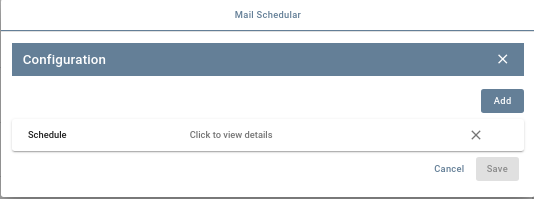 Mail Schedular
Configuration
Add
Schedule Click to view details
Cancel Save